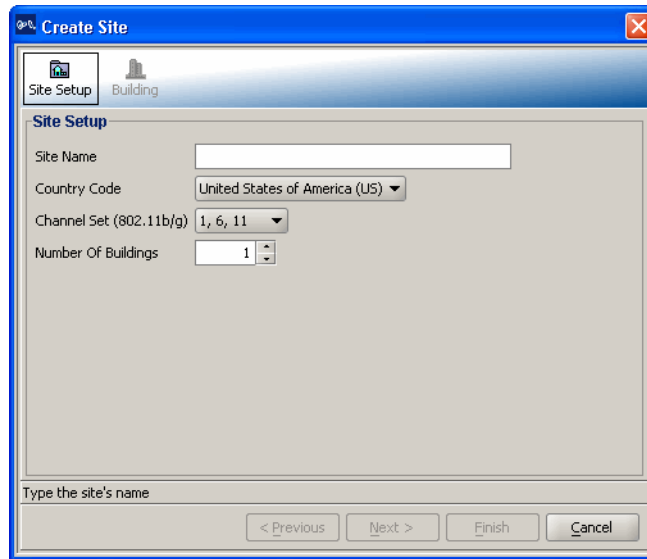 Create Site
Site Setup
Building
Site Setup
Site Name
Country Code
United States of America (US)
Channel Set (802.11b/g)
1, 6, 11
Number Of Buildings
1
Type the site's name
< Previous
Next >
Finish
Cancel